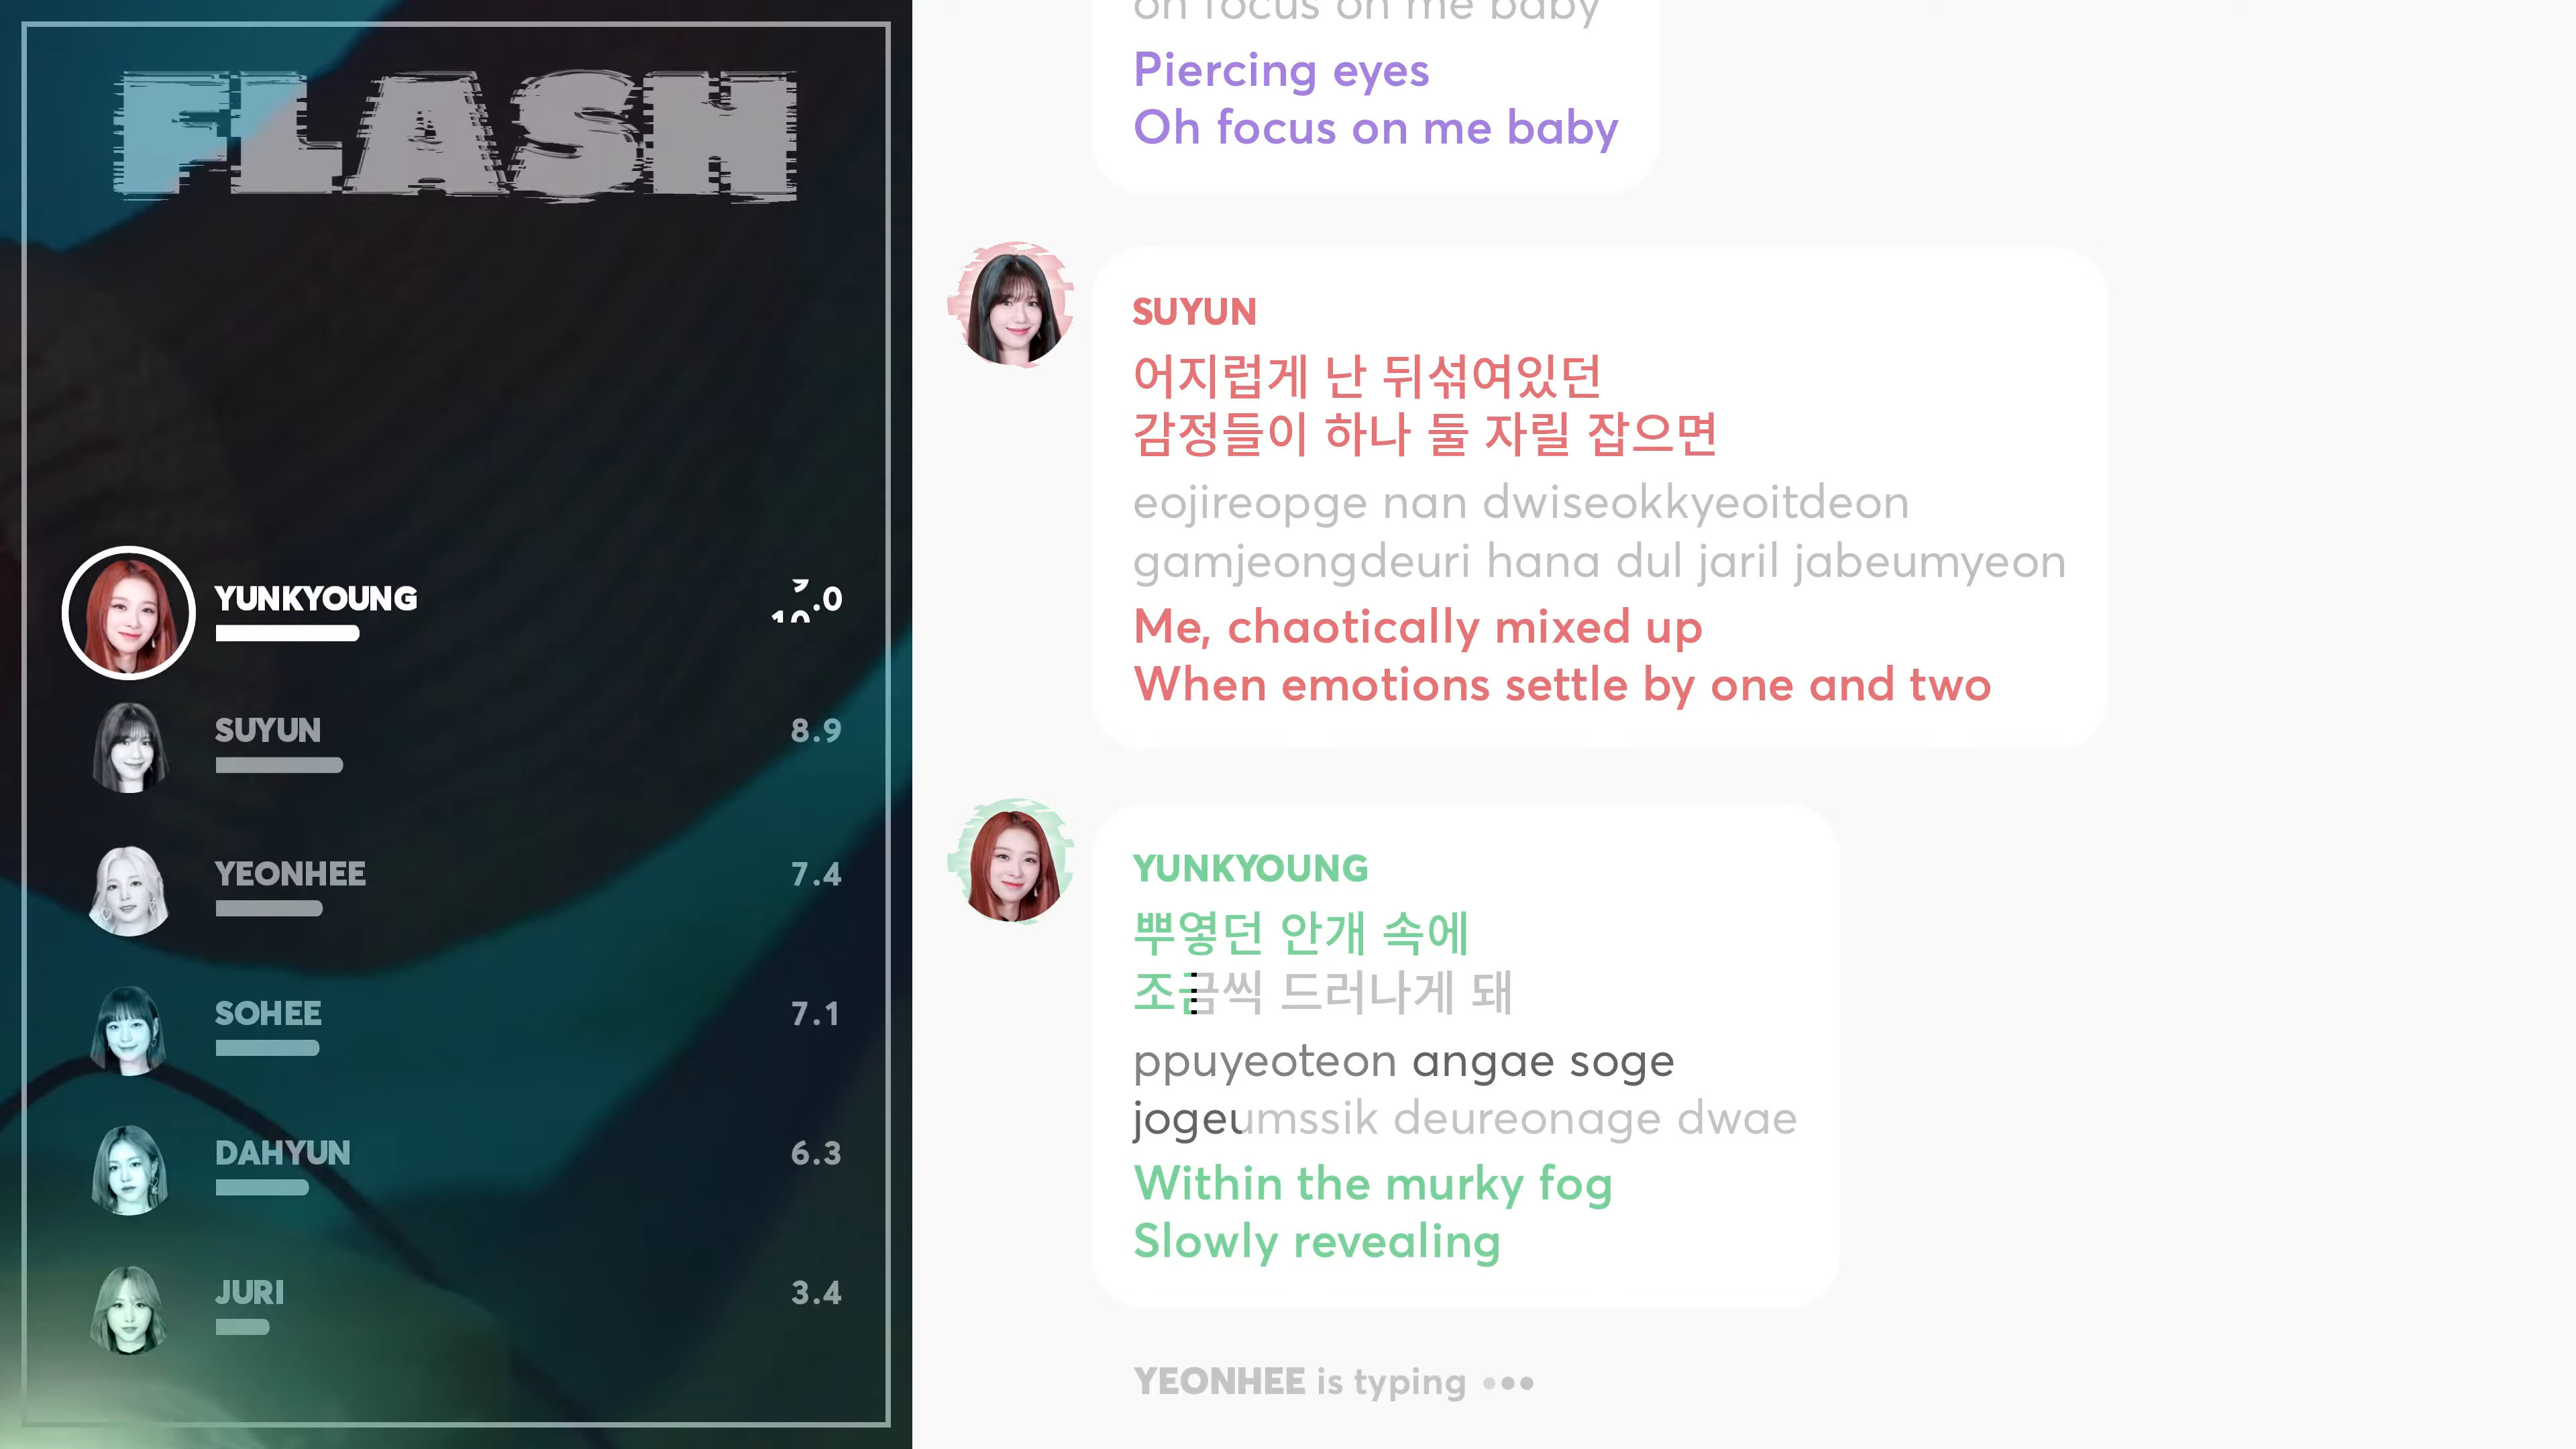 FLASH
YUNKYOUNG
SUYUN
8.9
YEONHEE
7.4
SOHEE
7.1
DAHYUN
6.3
JURI
3.4
oh focus on me baby
Piercing eyes
Oh focus on me baby
SUYUN
어지럽게 난 뒤섞여있던
감정들이 하나 둘 자릴 잡으면
eojireopge nan dwiseokkyeoitdeon
gamjeongdeuri hana dul jaril jabeumyeon
Me, chaotically mixed up
When emotions settle by one and two
YUNKYOUNG
뿌옇던 안개 속에
조금씩 드러나게 돼
ppuyeoteon angae soge
jogeumssik deureonage dwae
Within the murky fog
Slowly revealing
YEONHEE is typing •••